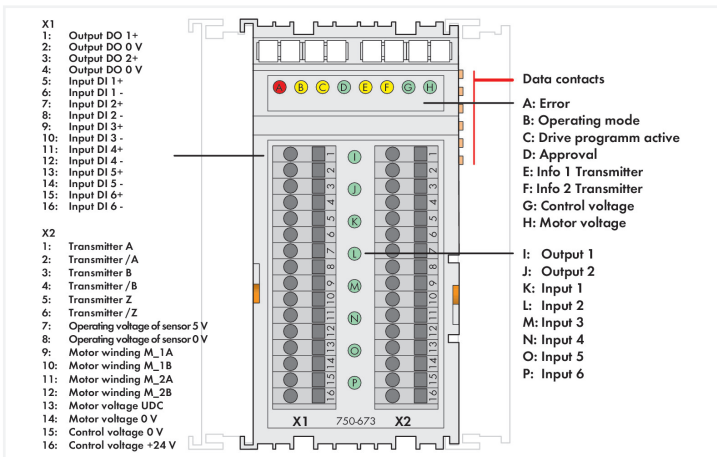 X1
1: Output DO 1+
2: Output DO 0 V
3: Output DO 2+
4: Output DO 0 V
5: Input DI 1+
6: Input DI 1 -
7: Input DI 2+
8: Input DI 2 -
9: Input DI 3+
10: Input DI 3 -
11: Input DI 4+
12: Input DI 4 -
13: Input DI 5+
14: Input DI 5 -
15: Input DI 6+
16: Input DI 6 -
X2
1: Transmitter A
2: Transmitter /A
3: Transmitter B
4: Transmitter /B
5: Transmitter Z
6: Transmitter /Z
7: Operating voltage of sensor 5 V
8: Operating voltage of sensor 0 V
9: Motor winding M_1A
10: Motor winding M_1B
11: Motor winding M_2A
12: Motor winding M_2B
13: Motor voltage UDC
14: Motor voltage 0 V
15: Control voltage 0 V
16: Control voltage +24 V
A B C D E F G H
1 2 3 4 5 6 7 8 9 10 11 12 13 14 15 16
I
J
K
L
M
N
O
P
1 2 3 4 5 6 7 8 9 10 11 12 13 14 15 16
X1 750-673 X2
Data contacts
A: Error
B: Operating mode
C: Drive programm active
D: Approval
E: Info 1 Transmitter
F: Info 2 Transmitter
G: Control voltage
H: Motor voltage
I: Output 1
J: Output 2
K: Input 1
L: Input 2
M: Input 3
N: Input 4
O: Input 5
P: Input 6